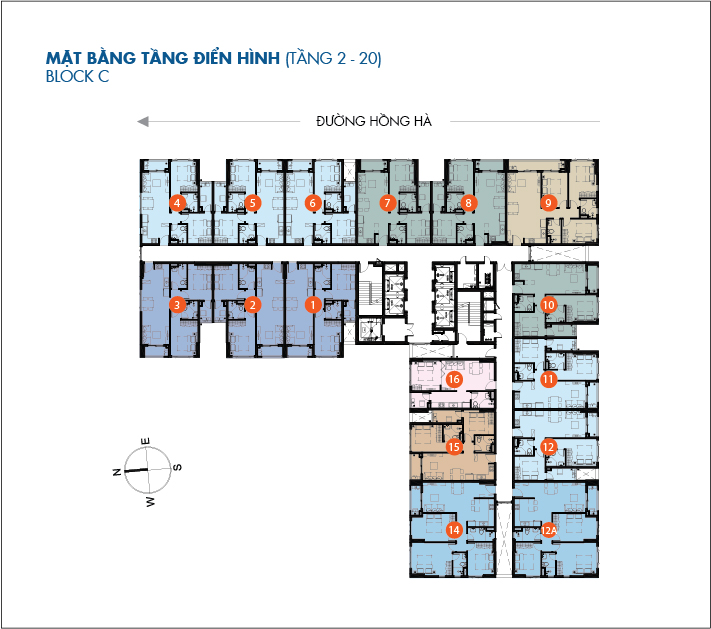 MẶT BẰNG TẦNG ĐIỂN HÌNH (TẦNG 2 - 20)
BLOCK C
ĐƯỜNG HỒNG HÀ
4
5
6
7
8
9
3
2
1
10
16
11
15
12
14
12A
E
N
S
W